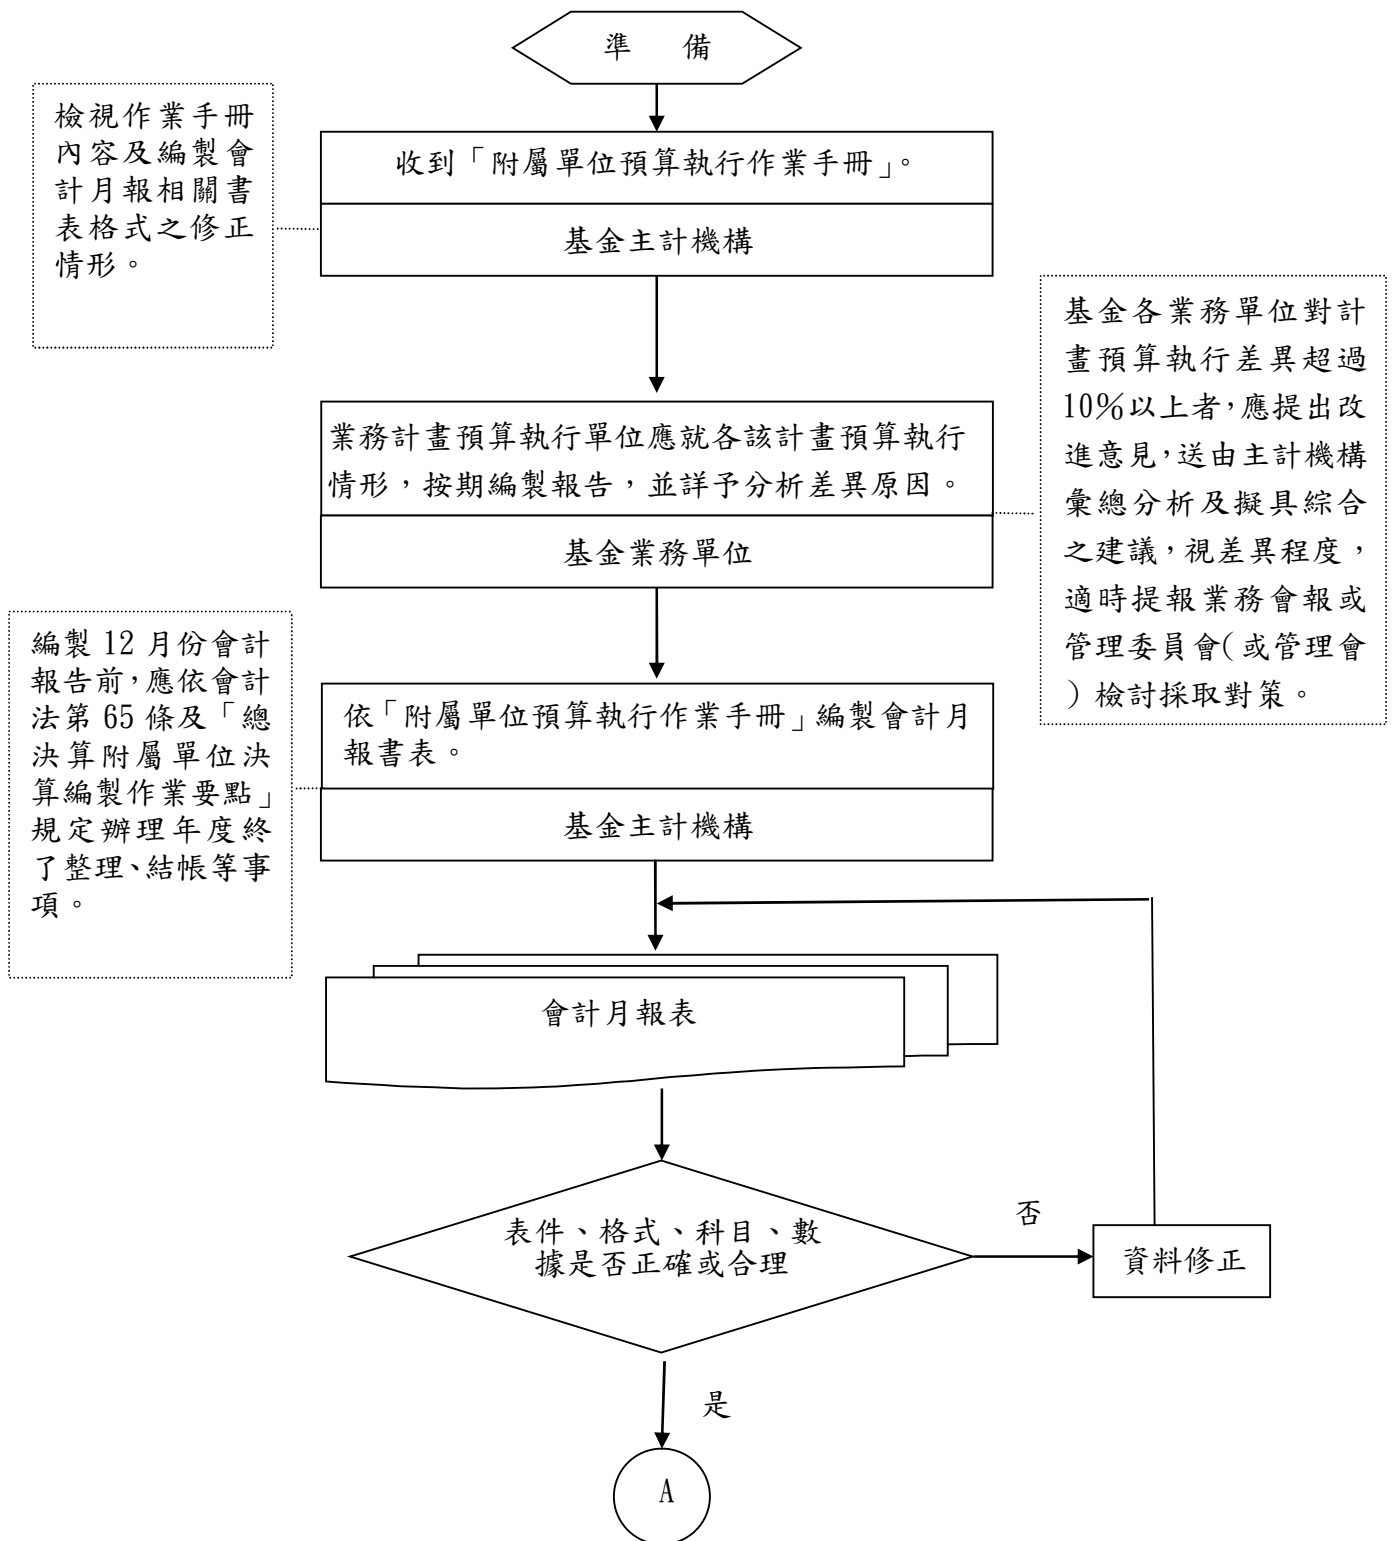 準　備
檢視作業手冊
內容及編製會
計月報相關書
表格式之修正
情形。
收到「附屬單位預算執行作業手冊」。
基金主計機構
基金各業務單位對計
畫預算執行差異超過
10%以上者，應提出改
進意見，送由主計機構
彙總分析及擬具綜合
之建議，視差異程度，
適時提報業務會報或
管理委員會(或管理會
）檢討採取對策。
業務計畫預算執行單位應就各該計畫預算執行
情形，按期編製報告，並詳予分析差異原因。
基金業務單位
編製 12 月份會計
報告前，應依會計
法第 65 條及「總
決算附屬單位決
算編製作業要點」
規定辦理年度終
了整理、結帳等事
項。
依「附屬單位預算執行作業手冊」編製會計月
報書表。
基金主計機構
會計月報表
表件、格式、科目、數
據是否正確或合理
否
資料修正
是
A